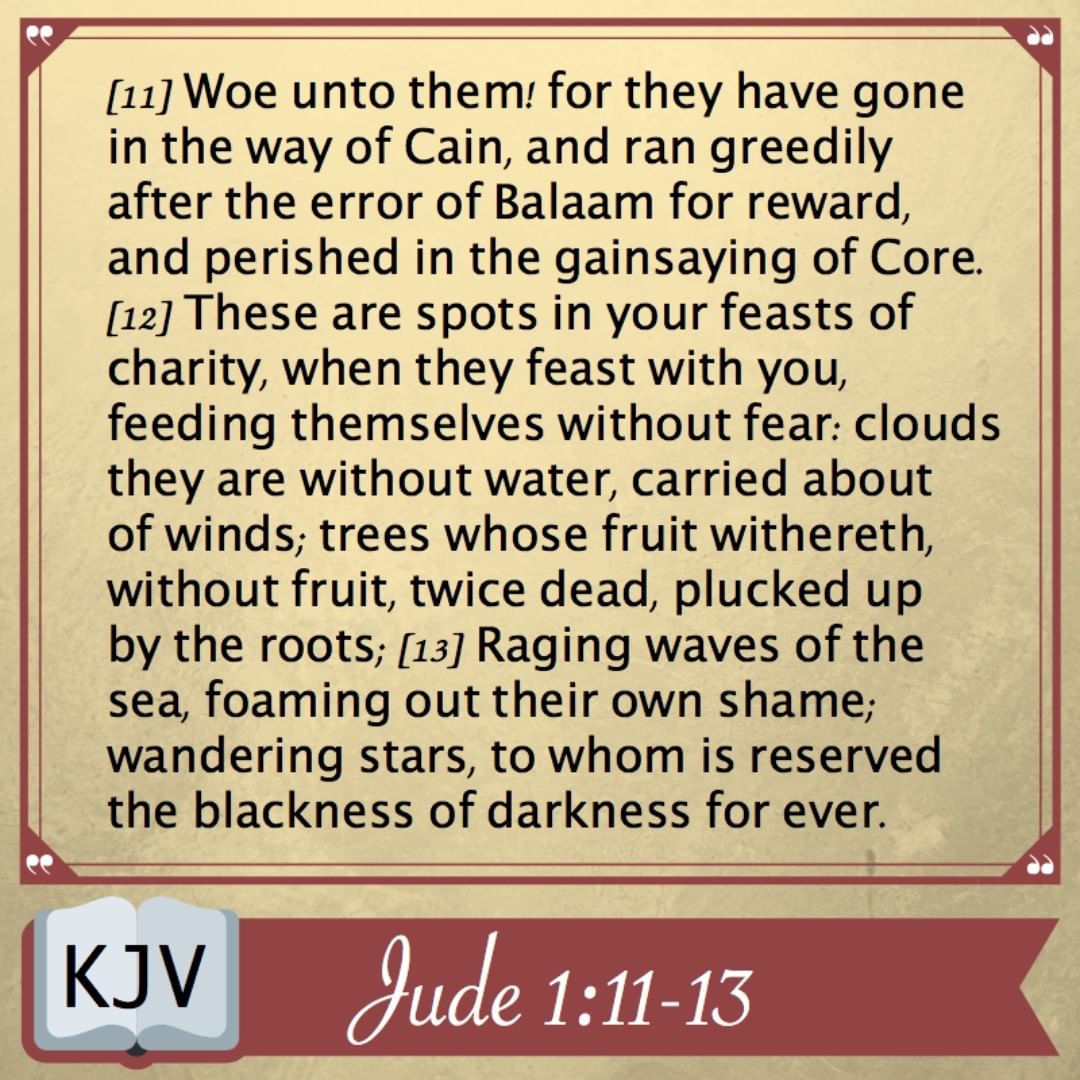 [11] Woe unto them! for they have gone
in the way of Cain, and ran greedily
after the error of Balaam for reward,
and perished in the gainsaying of Core.
[12] These are spots in your feasts of
charity, when they feast with you,
feeding themselves without fear: clouds
they are without water, carried about
of winds; trees whose fruit withereth,
without fruit, twice dead, plucked up
by the roots; [13] Raging waves of the
sea, foaming out their own shame;
wandering stars, to whom is reserved
the blackness of darkness for ever.
KJV
Jude 1:11-13